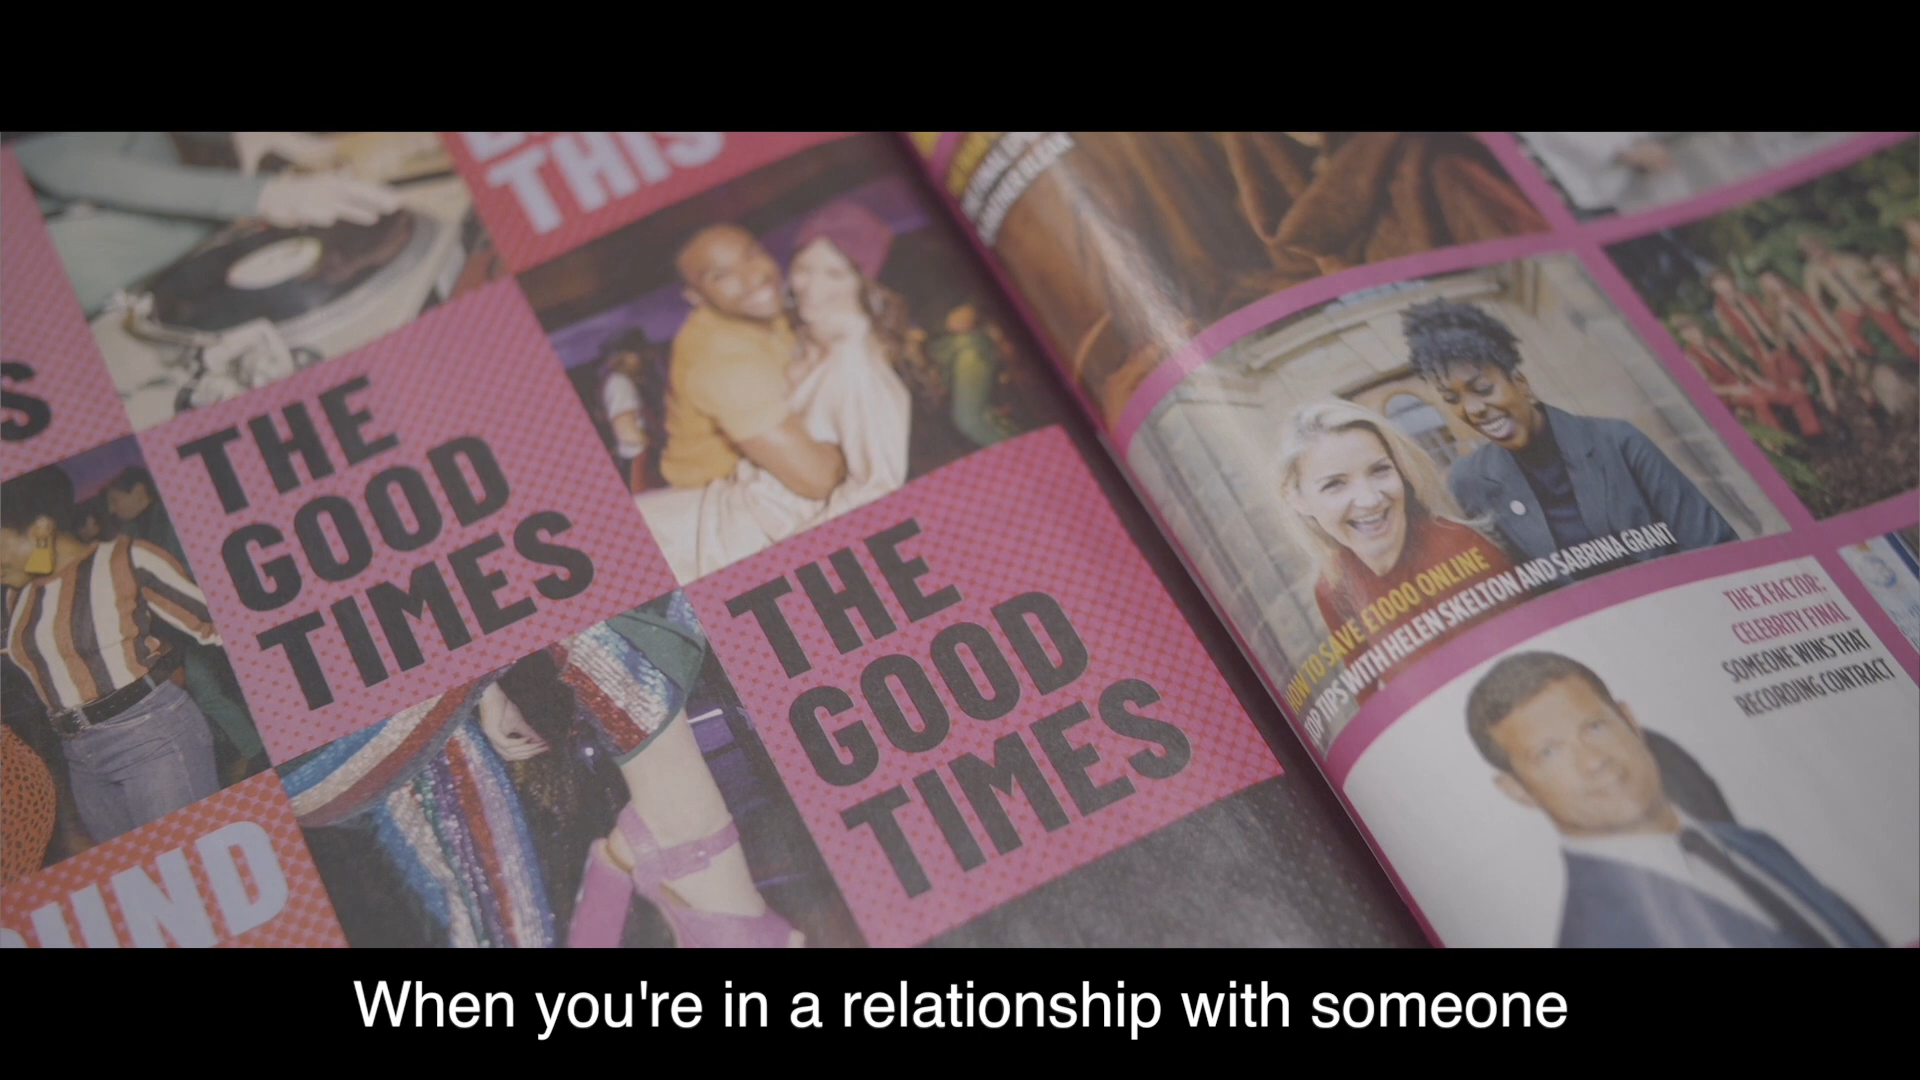 THIS
S
THE
GOOD
TIMES
THE
GOOD
TIMES
UND
HOW TO SAVE £1000 ONLINE
TOP TIPS WITH HELEN SKELTON AND SABRINA GRANT
THE X FACTOR:
CELEBRITY FINAL
SOMEONE WINS THAT
RECORDING CONTRACT
When you're in a relationship with someone